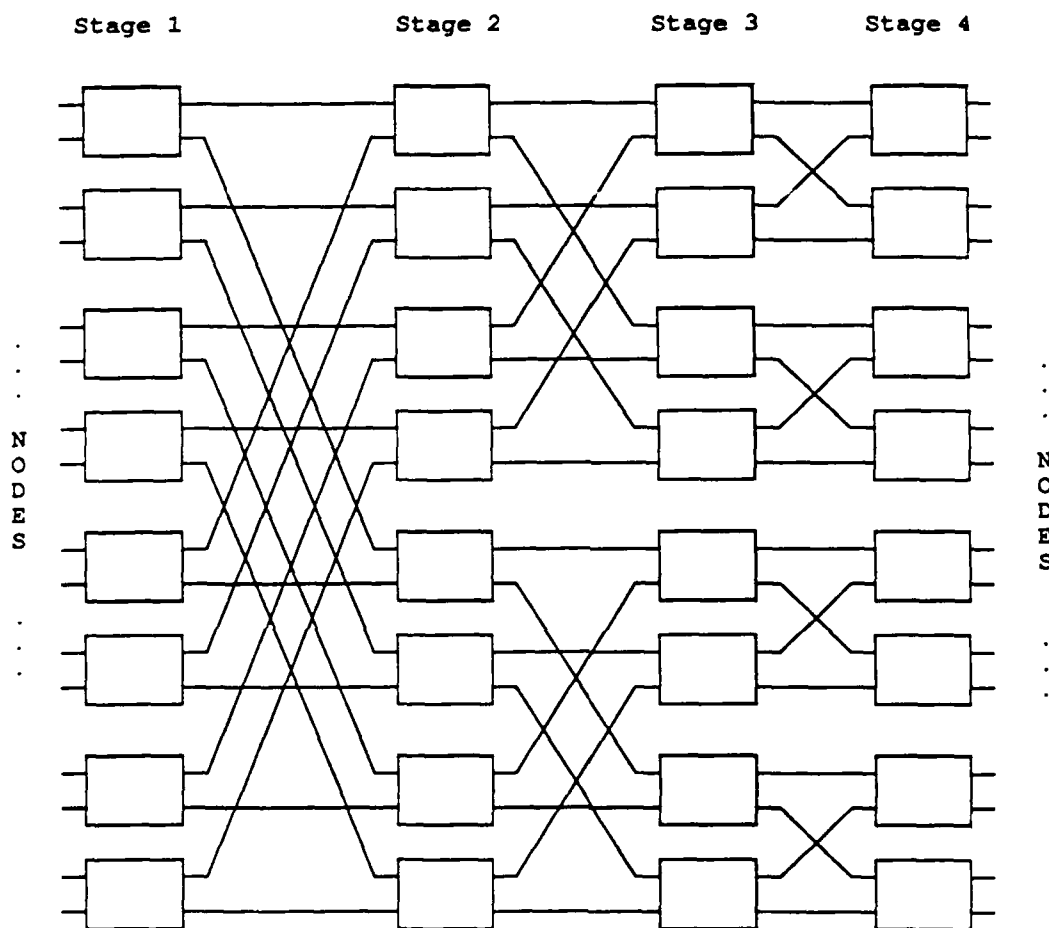 Stage 1 Stage 2 Stage 3 Stage 4
. . . NODES . . .
. . . NODES . . .